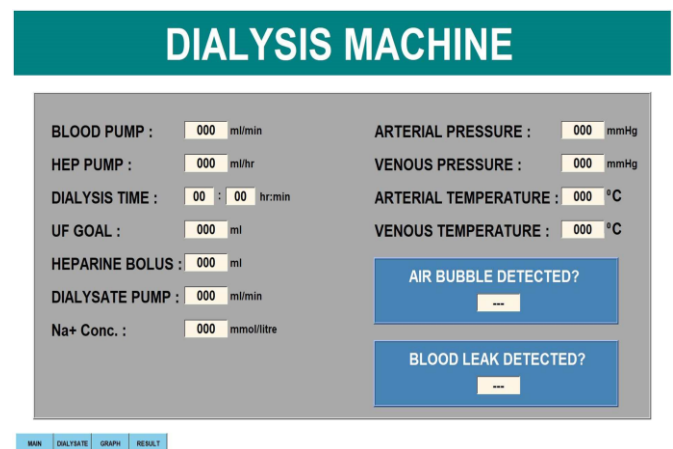 DIALYSIS MACHINE
BLOOD PUMP : 000 ml/min
HEP PUMP : 000 ml/hr
DIALYSIS TIME : 00 : 00 hr:min
UF GOAL : 000 ml
HEPARINE BOLUS : 000 ml
DIALYSATE PUMP : 000 ml/min
Na+ Conc. : 000 mmol/litre
ARTERIAL PRESSURE : 000 mmHg
VENOUS PRESSURE : 000 mmHg
ARTERIAL TEMPERATURE : 000 °C
VENOUS TEMPERATURE : 000 °C
AIR BUBBLE DETECTED?
---
BLOOD LEAK DETECTED?
---
MAIN DIALYSATE GRAPH RESULT